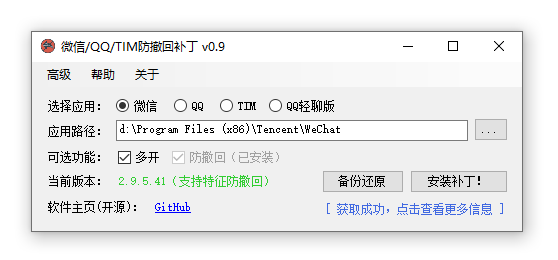 微信/QQ/TIM防撤回补丁 v0.9
高级 帮助 关于
选择应用： 微信 QQ TIM QQ轻聊版
应用路径： d:\Program Files (x86)\Tencent\WeChat ...
可选功能： 多开 防撤回（已安装）
当前版本： 2.9.5.41（支持特征防撤回） 备份还原 安装补丁!
软件主页(开源)： GitHub [ 获取成功，点击查看更多信息 ]